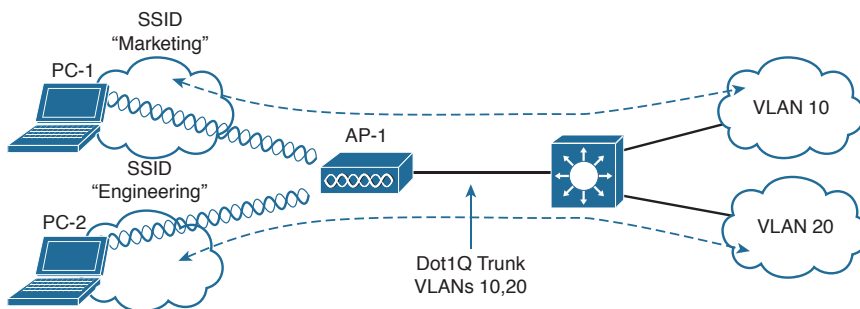 SSID
“Marketing”
PC-1
VLAN 10
AP-1
SSID
“Engineering”
PC-2
VLAN 20
Dot1Q Trunk
VLANs 10,20